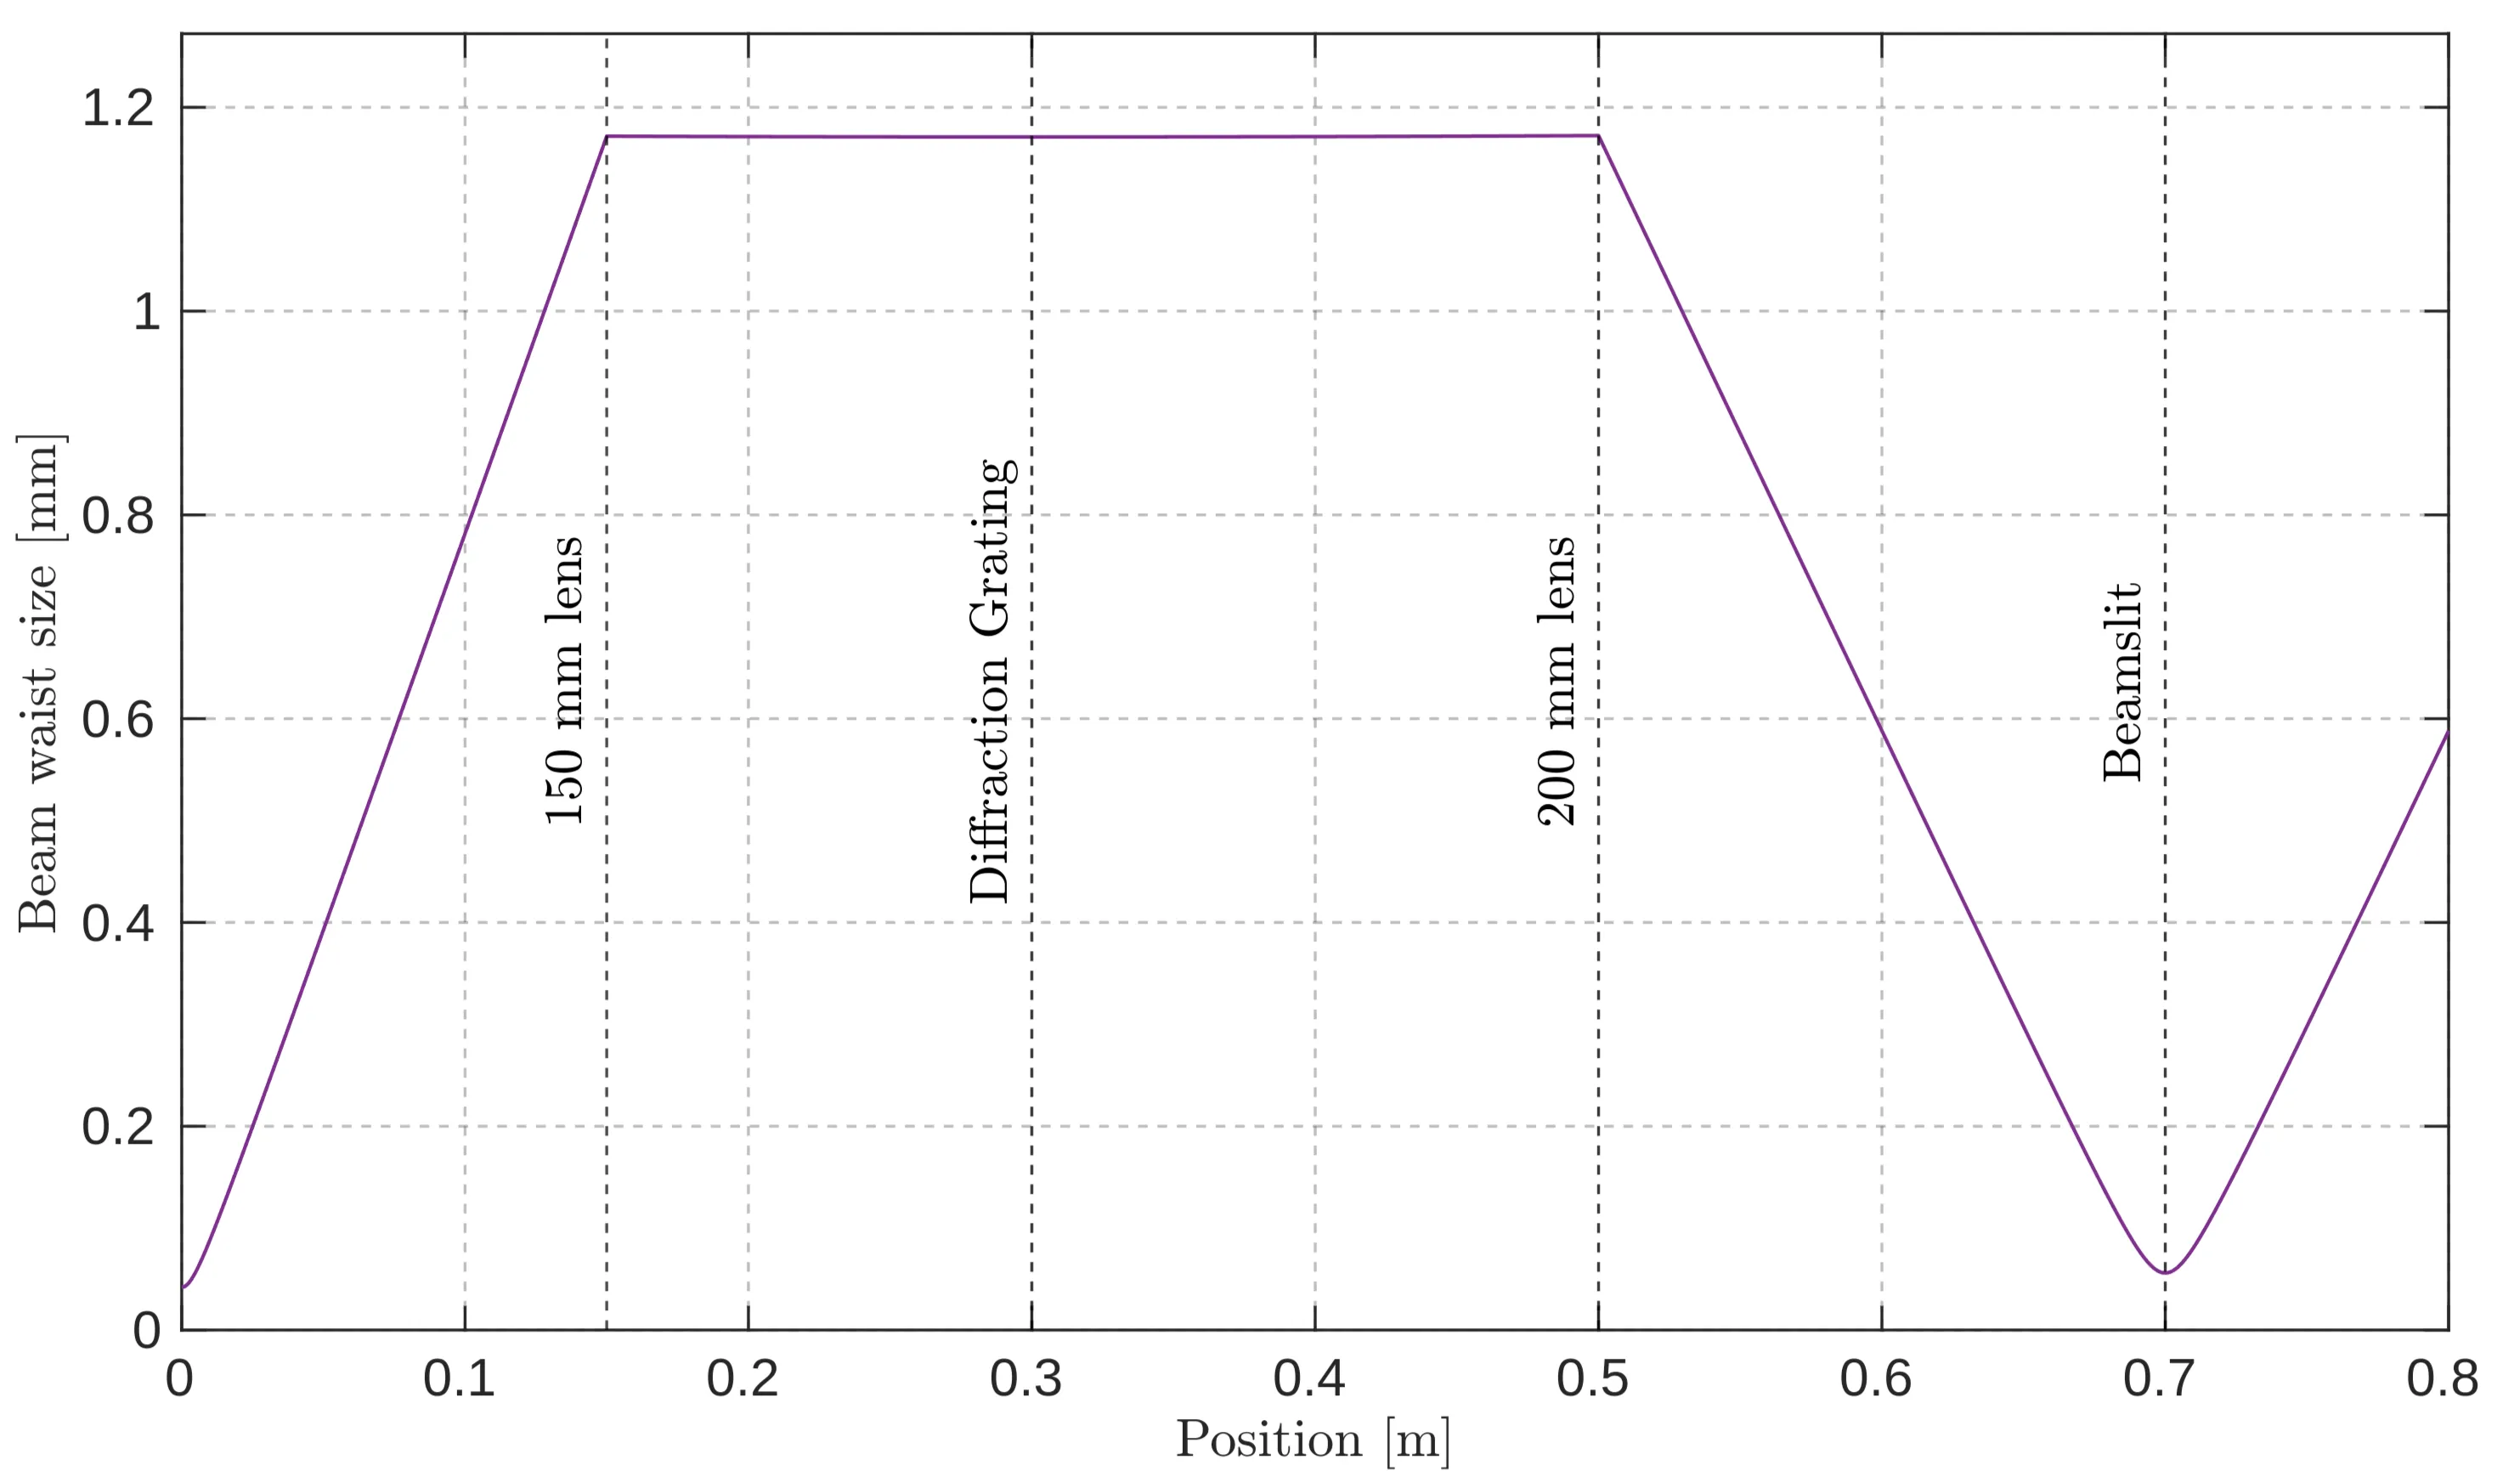 Beam waist size [mm]
1.2
1
0.8
0.6
0.4
0.2
0
150 mm lens
Diffraction Grating
200 mm lens
Beamslit
0 0.1 0.2 0.3 0.4 0.5 0.6 0.7 0.8
Position [m]